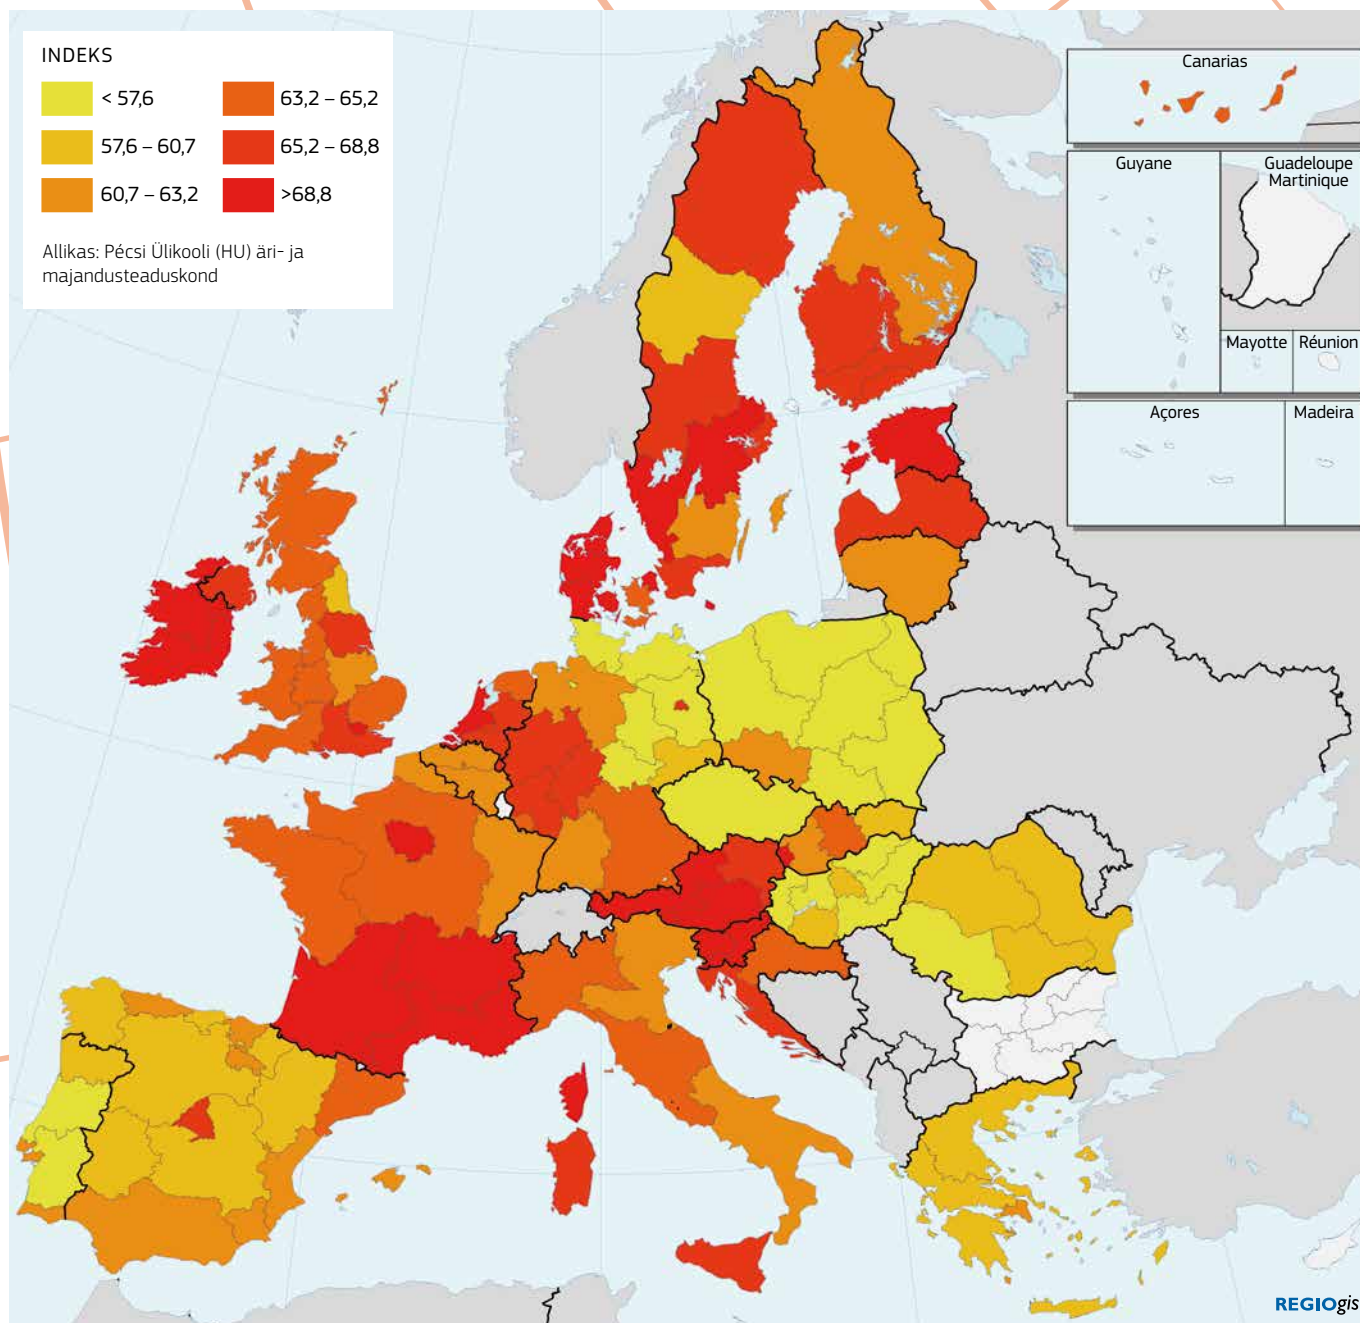 INDEKS
< 57,6
57,6 – 60,7
60,7 – 63,2
63,2 – 65,2
65,2 – 68,8
>68,8
Allikas: Pécsi Ülikooli (HU) äri- ja
majandusteaduskond
Canarias
Guyane
Guadeloupe
Martinique
Mayotte
Réunion
Açores
Madeira
REGIOgis